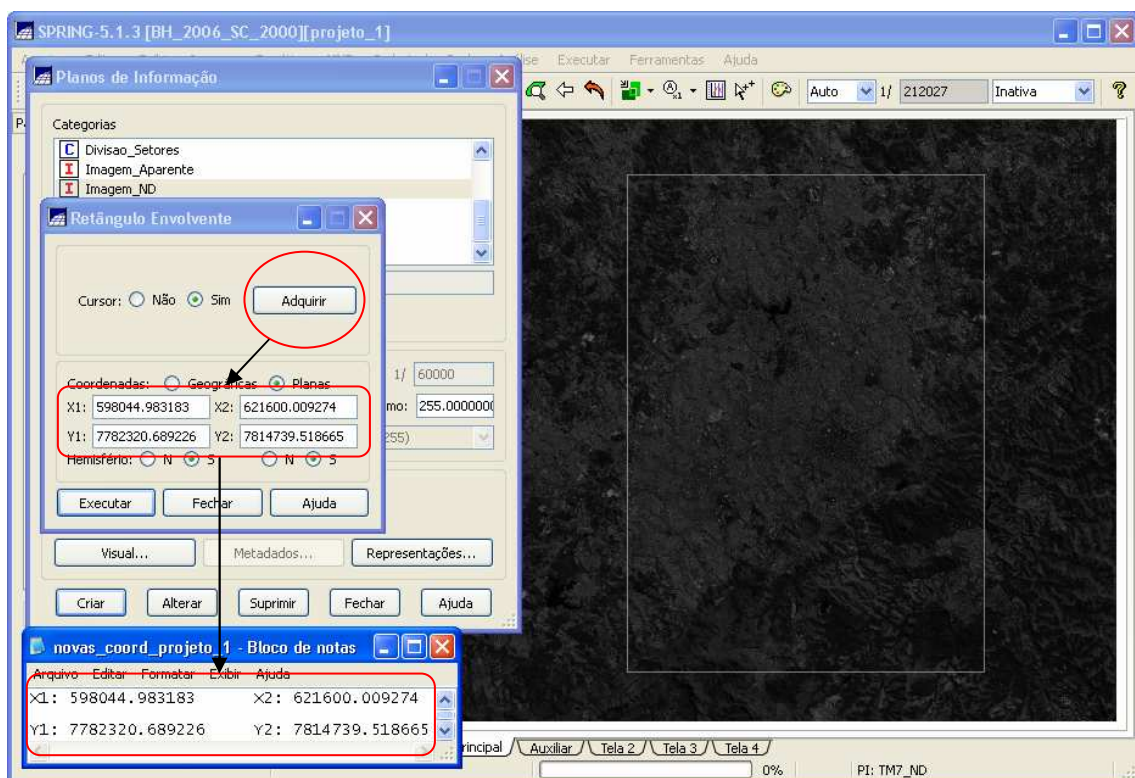 SPRING-5.1.3 [BH_2006_SC_2000][projeto_1]
Executar Ferramentas Ajuda
Auto 1/ 212027 Inativa
Planos de Informação
Categorias
Divisao_Setores
Imagem_Aparente
Imagem_ND
Retângulo Envolvente
Cursor: Não Sim Adquirir
Coordenadas: Geográficas Planas
X1: 598044.983183 X2: 621600.009274
Y1: 7782320.689226 Y2: 7814739.518665
Hemisfério: N S N S
Executar Fechar Ajuda
1/ 60000
mo: 255.0000000
255)
Visual... Metadados... Representações...
Criar Alterar Suprimir Fechar Ajuda
novas_coord_projeto_1 - Bloco de notas
Arquivo Editar Formatar Exibir Ajuda
X1: 598044.983183 X2: 621600.009274
Y1: 7782320.689226 Y2: 7814739.518665
rincipal Auxiliar Tela 2 Tela 3 Tela 4
0% PI: TM7_ND